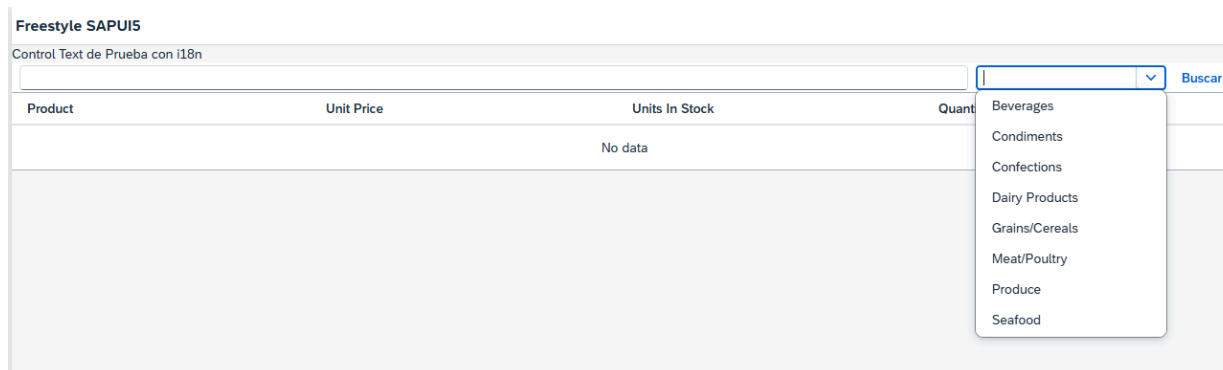 Freestyle SAPUI5
Control Text de Prueba con i18n
Buscar
Product Unit Price Units In Stock Quant
No data
Beverages
Condiments
Confections
Dairy Products
Grains/Cereals
Meat/Poultry
Produce
Seafood